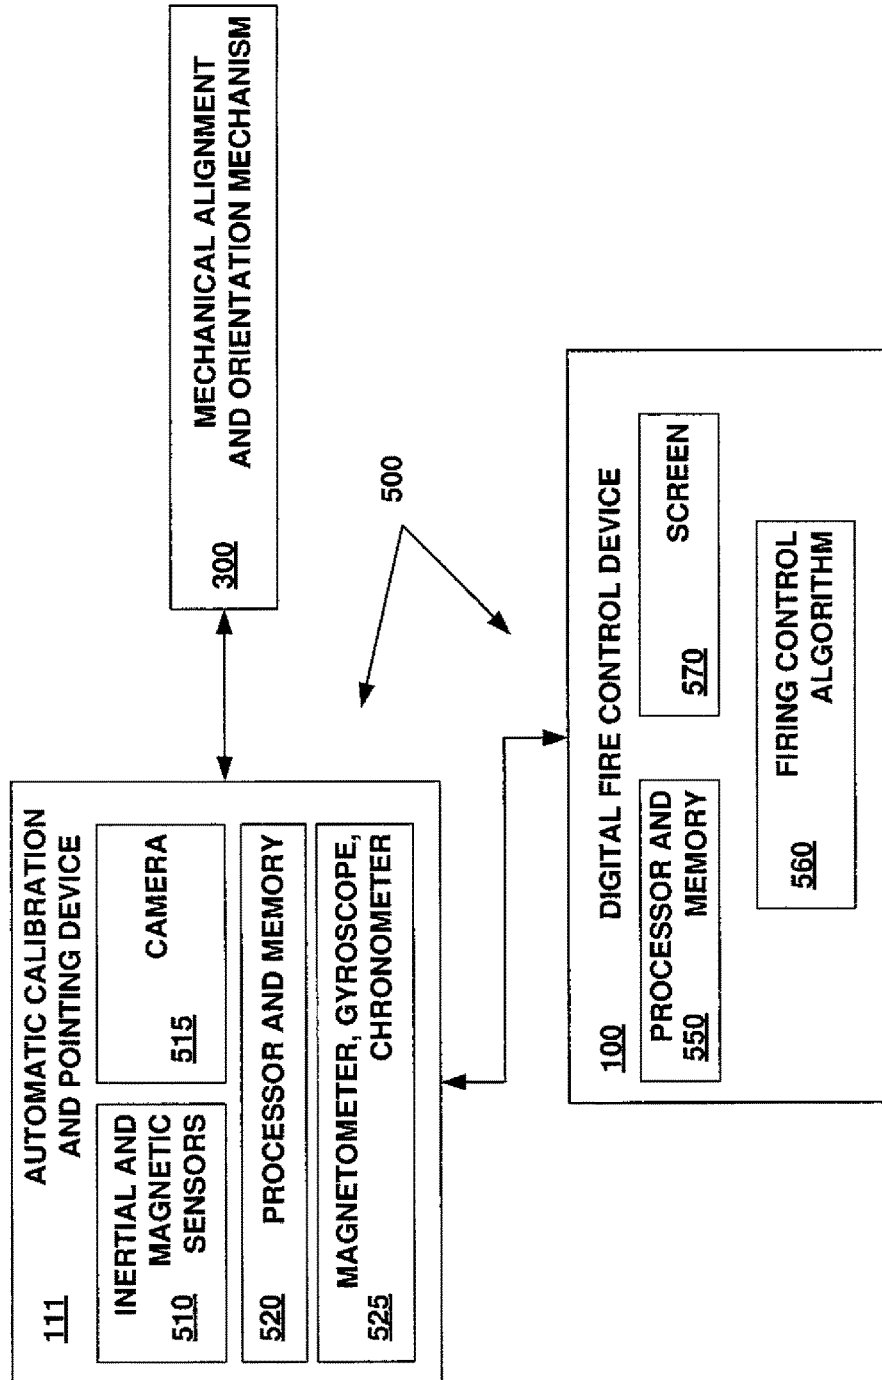 AUTOMATIC CALIBRATION
AND POINTING DEVICE
111
INERTIAL AND
MAGNETIC
SENSORS
510
CAMERA
515
PROCESSOR AND MEMORY
520
MAGNETOMETER, GYROSCOPE,
CHRONOMETER
525
MECHANICAL ALIGNMENT
AND ORIENTATION MECHANISM
300
500
DIGITAL FIRE CONTROL DEVICE
100
PROCESSOR AND
MEMORY
550
SCREEN
570
FIRING CONTROL
ALGORITHM
560